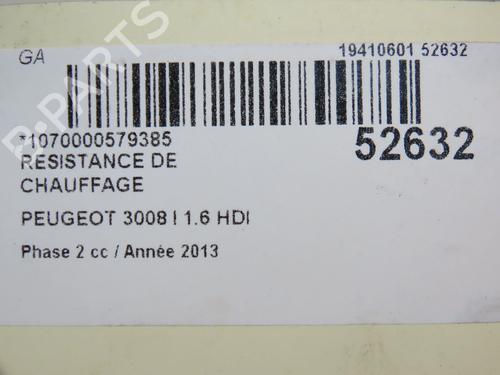 GA
19410601 52632
*1070000579385
52632
RESISTANCE DE
CHAUFFAGE
PEUGEOT 3008 I 1.6 HDI
Phase 2 cc / Année 2013
B-PARTS